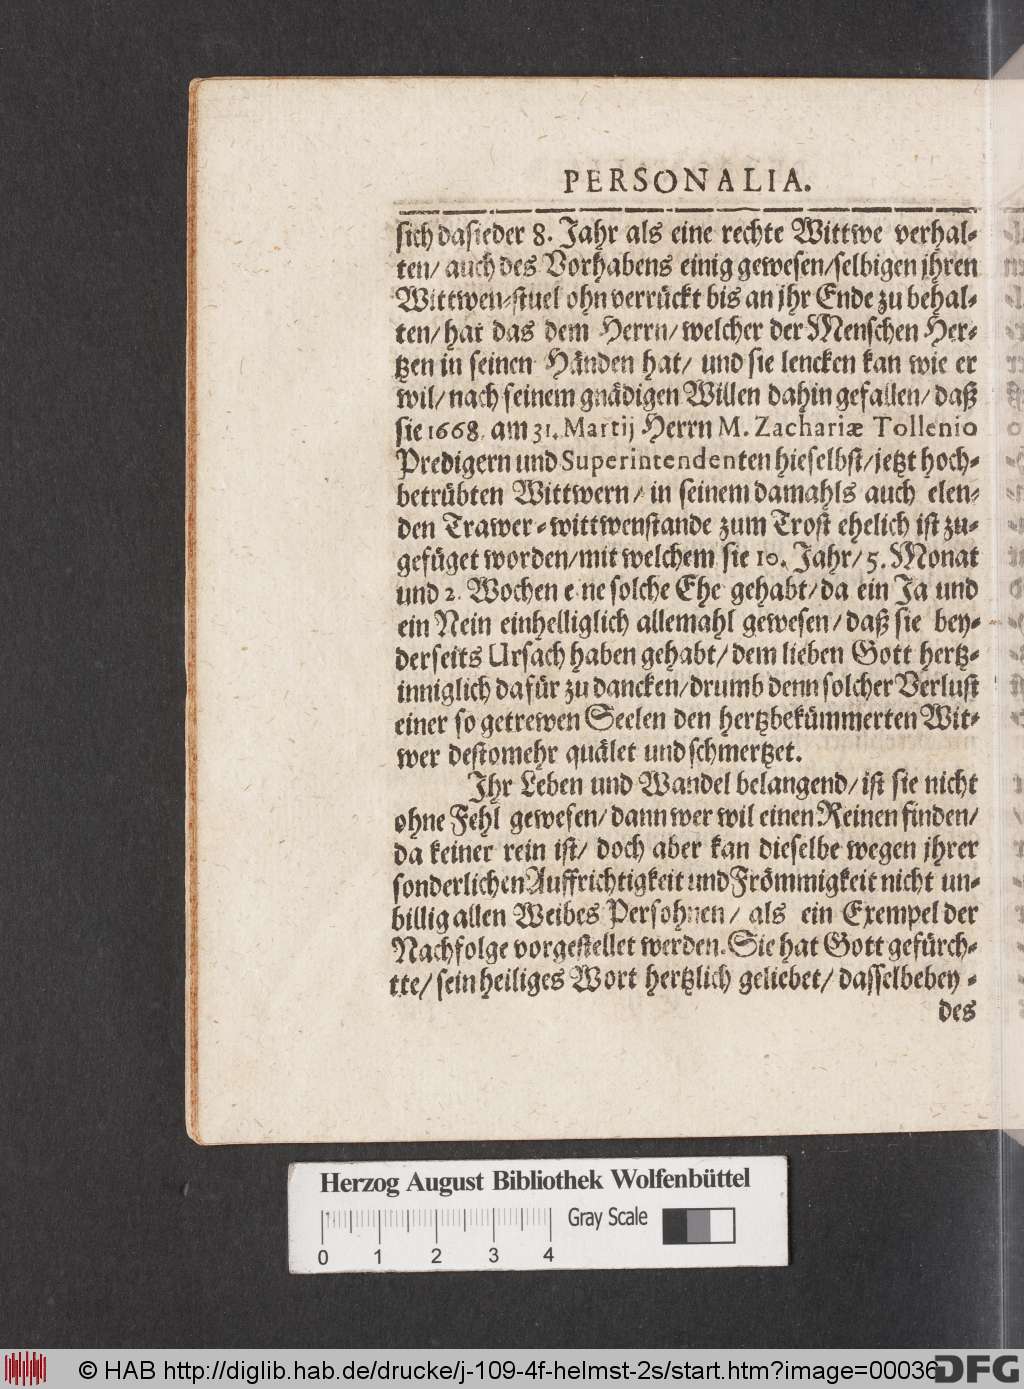 PERSONALIA.
sich dasieder 8. Jahr als eine rechte Wittwe verhal-
ten/ auch des Vorhabens einig gewesen/selbigen jhren
Wittwen-stuel ohn verrückt bis an jhr Ende zu behal-
ten/ hat das dem Herrn/ welcher der Menschen Her-
tzen in seinen Händen hat/ und sie lencken kan wie er
wil/ nach seinem gnädigen Willen dahin gefallen/ daß
sie 1668. am 31. Martij Herrn M. Zachariæ Tollenio
Predigern und Superintendenten hieselbst/ jetzt hoch-
betrübten Wittwern/ in seinem damahls auch elen-
den Trawer-wittwenstande zum Trost ehelich ist zu-
gefüget worden/ mit welchem sie 10. Jahr/ 5. Monat
und 2. Wochen e ne solche Ehe gehabt/ da ein Ja und
ein Nein einhelliglich allemahl gewesen/ daß sie bey-
derseits Ursach haben gehabt/ dem lieben Gott hertz-
inniglich dafür zu dancken/ drumb denn solcher Verlust
einer so getrewen Seelen den hertzbekümmerten Wit-
wer destomehr quälet und schmertzet.
Ihr Leben und Wandel belangend/ ist sie nicht
ohne Fehl gewesen/ dann wer wil einen Reinen finden/
da keiner rein ist/ doch aber kan dieselbe wegen jhrer
sonderlichen Auffrichtigkeit und Frömmigkeit nicht un-
billig allen Weibes Persohnen/ als ein Exempel der
Nachfolge vorgestellet werden. Sie hat Gott gefürch-
tte/ sein heiliges Wort hertzlich geliebet/ dasselbe bey-
des
Herzog August Bibliothek Wolfenbüttel
Gray Scale
0 1 2 3 4
© HAB http://diglib.hab.de/drucke/j-109-4f-helmst-2s/start.htm?image=00036
DFG